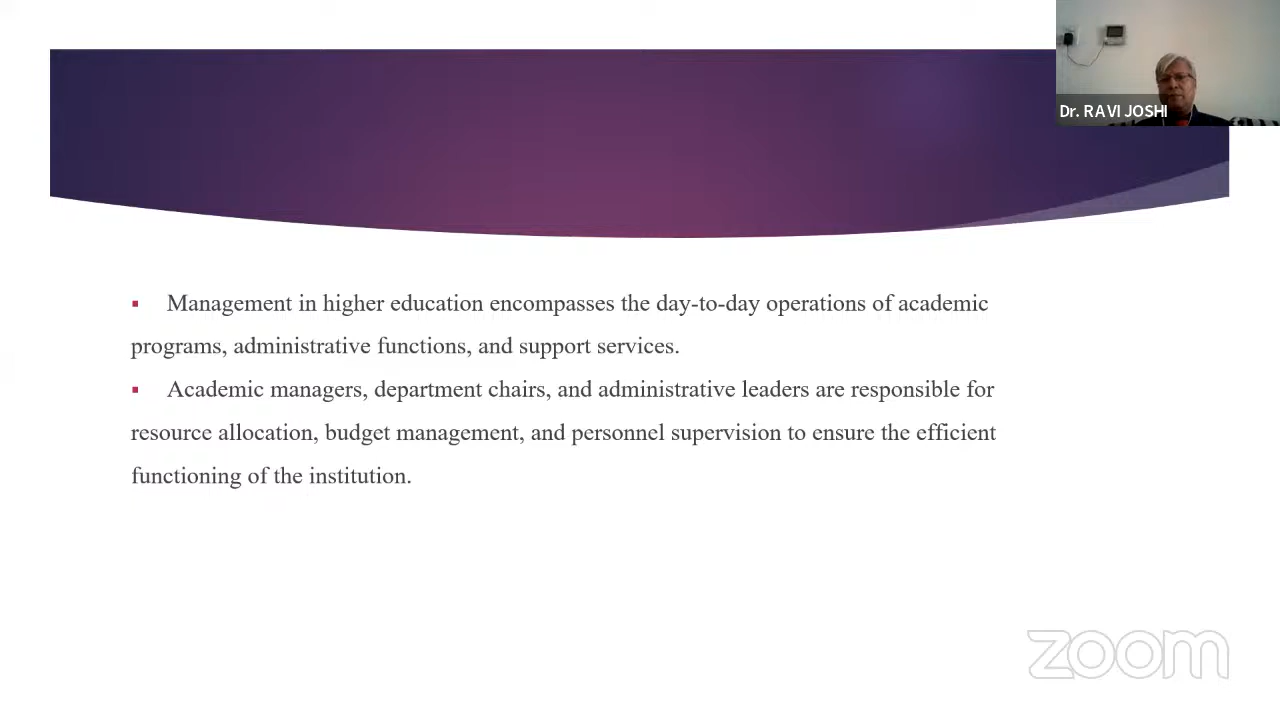 Dr. RAVI JOSHI
Management in higher education encompasses the day-to-day operations of academic
programs, administrative functions, and support services.
Academic managers, department chairs, and administrative leaders are responsible for
resource allocation, budget management, and personnel supervision to ensure the efficient
functioning of the institution.
zoom